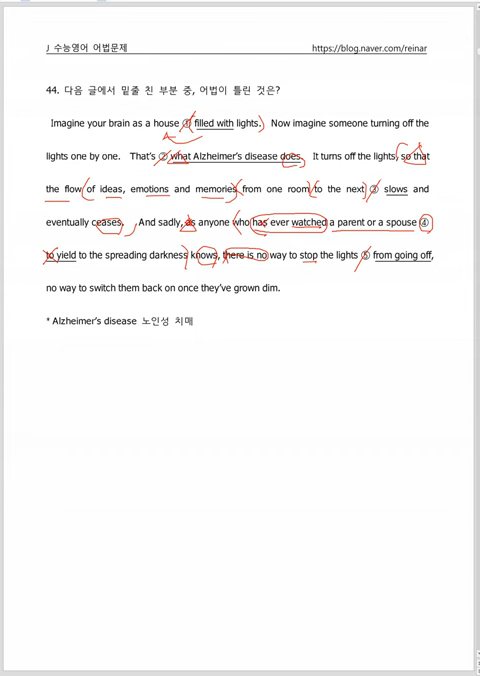 J 수능영어 어법문제 https://blog.naver.com/reinar
44. 다음 글에서 밑줄 친 부분 중, 어법이 틀린 것은?
Imagine your brain as a house ① filled with lights. Now imagine someone turning off the
lights one by one. That's ② what Alzheimer's disease does. It turns off the lights, so that
the flow of ideas, emotions and memories from one room to the next ③ slows and
eventually ceases. And sadly, as anyone who has ever watched a parent or a spouse ④
to yield to the spreading darkness knows, there is no way to stop the lights ⑤ from going off,
no way to switch them back on once they've grown dim.
* Alzheimer's disease 노인성 치매